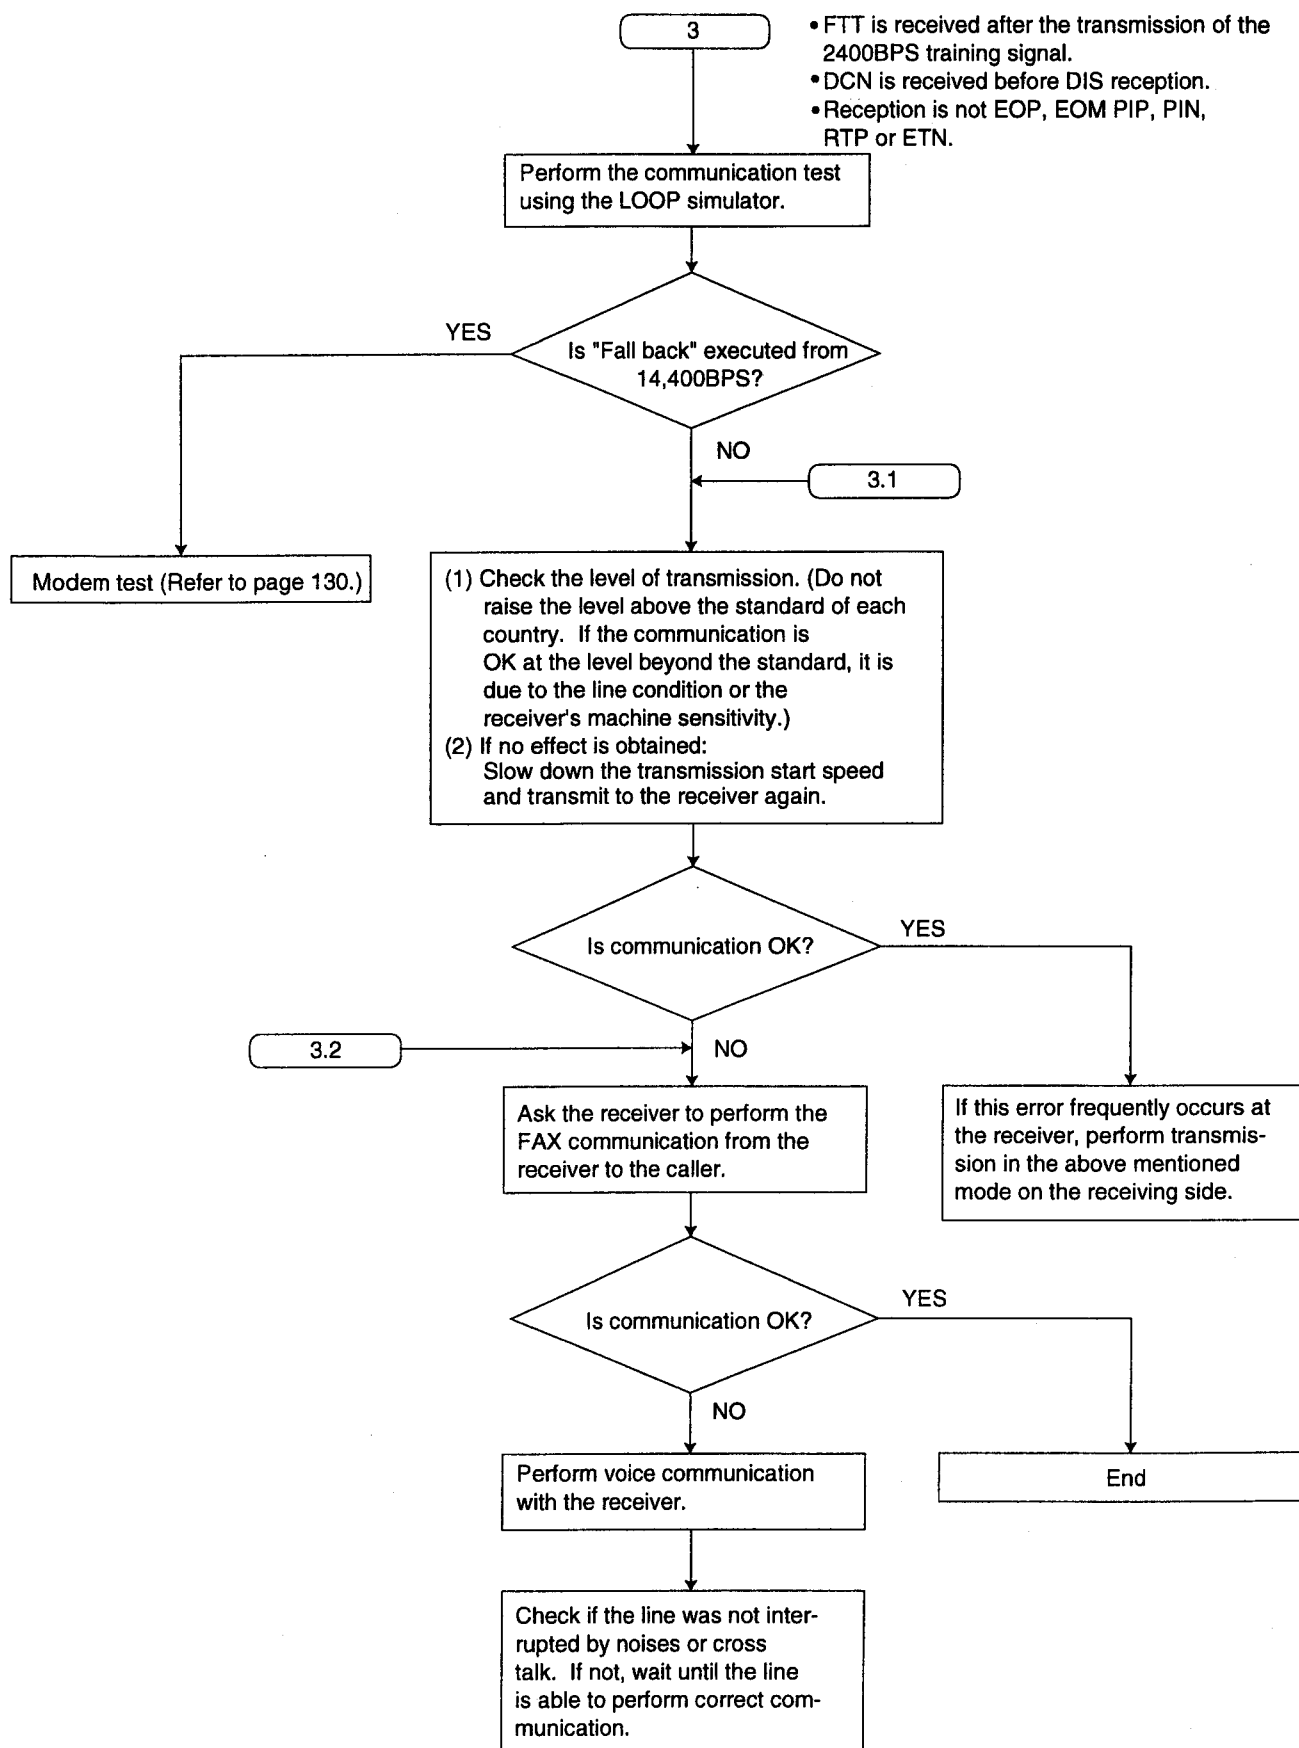 3
• FTT is received after the transmission of the
2400BPS training signal.
• DCN is received before DIS reception.
• Reception is not EOP, EOM PIP, PIN,
RTP or ETN.
Perform the communication test
using the LOOP simulator.
YES
Is "Fall back" executed from
14,400BPS?
NO
3.1
Modem test (Refer to page 130.)
(1) Check the level of transmission. (Do not
raise the level above the standard of each
country. If the communication is
OK at the level beyond the standard, it is
due to the line condition or the
receiver's machine sensitivity.)
(2) If no effect is obtained:
Slow down the transmission start speed
and transmit to the receiver again.
Is communication OK?
YES
3.2
NO
Ask the receiver to perform the
FAX communication from the
receiver to the caller.
If this error frequently occurs at
the receiver, perform transmis-
sion in the above mentioned
mode on the receiving side.
Is communication OK?
YES
NO
Perform voice communication
with the receiver.
End
Check if the line was not inter-
rupted by noises or cross
talk. If not, wait until the line
is able to perform correct com-
munication.